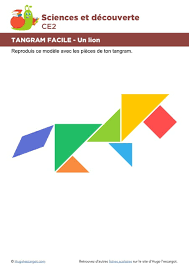 Sciences et découverte
CE2
TANGRAM FACILE - Un lion
Reproduis ce modèle avec les pièces de ton tangram.